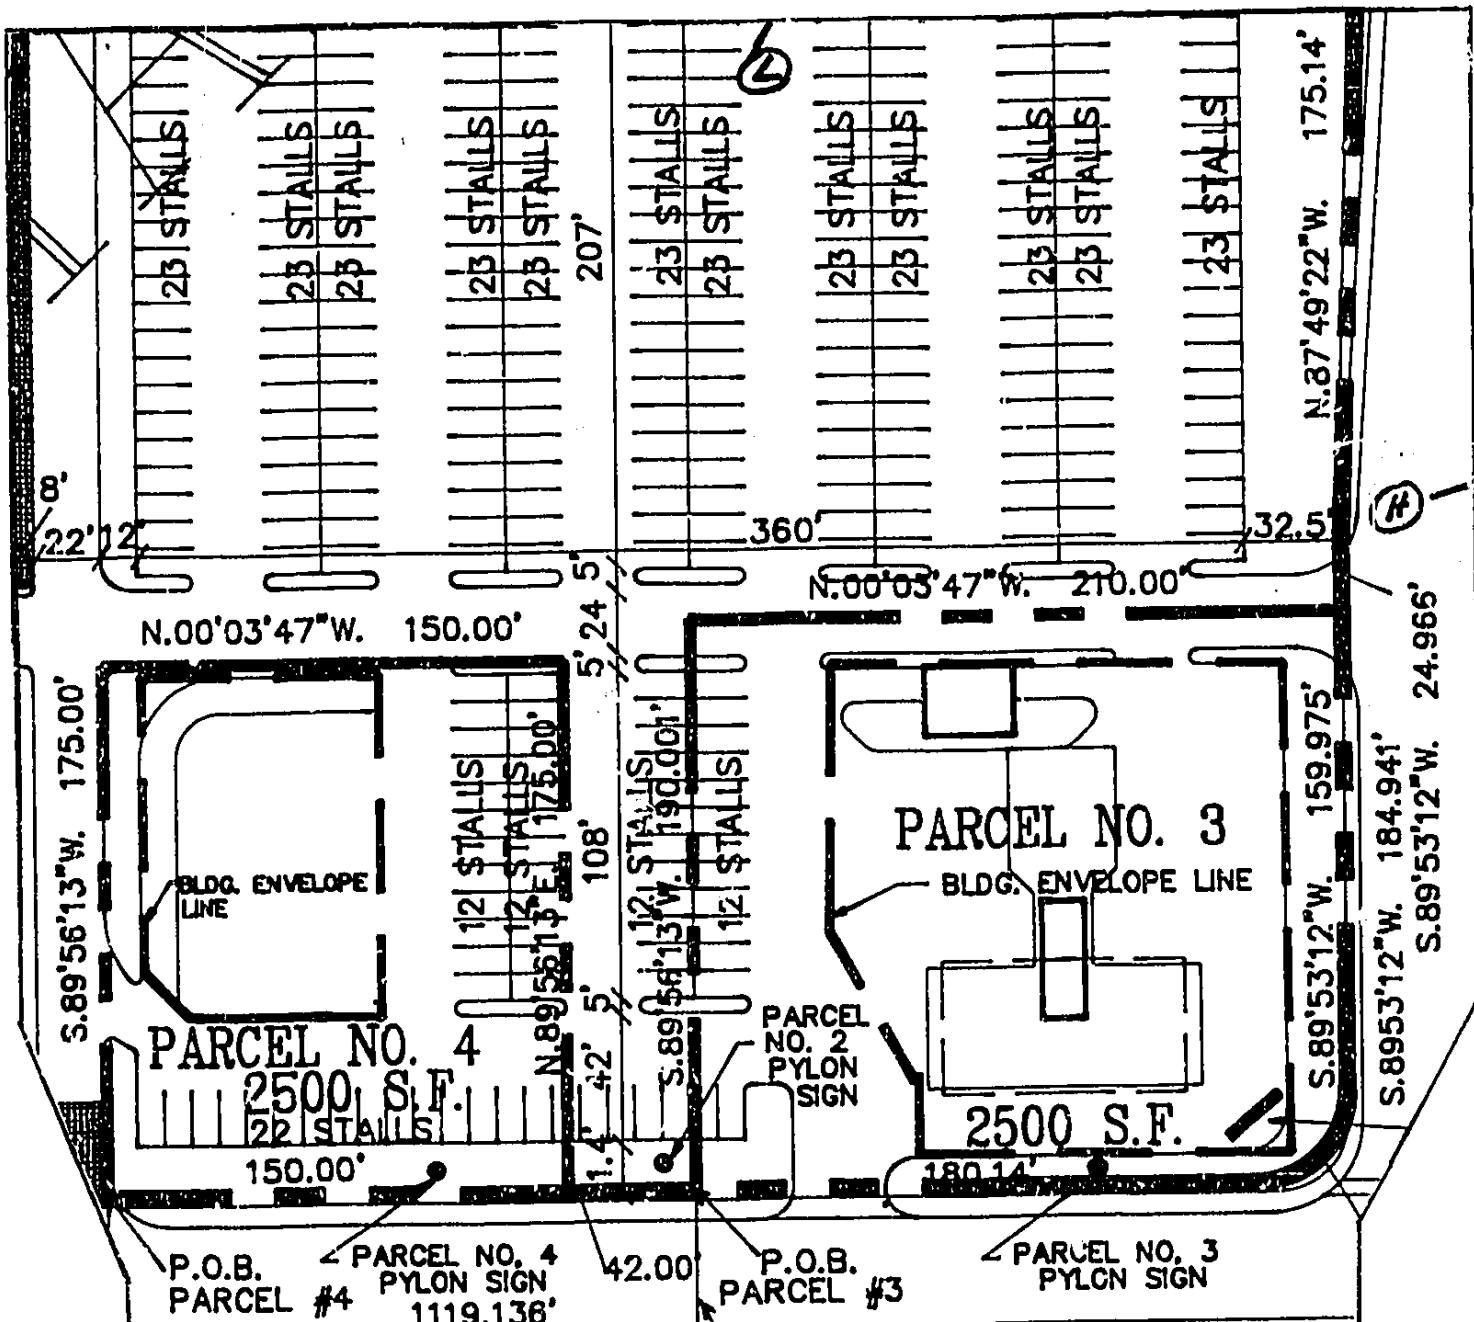 L
175.14'
N.87'49'22"W.
23 STALLS
23 STALLS
23 STALLS
23 STALLS
23 STALLS
23 STALLS
23 STALLS
23 STALLS
23 STALLS
23 STALLS
23 STALLS
23 STALLS
207'
8'
22'
12'
360'
32.5'
H
5'
24
5'
N.00'03'47"W. 150.00'
N.00'03'47"W. 210.00'
S.89'56'13"W. 175.00'
BLDG. ENVELOPE
LINE
12 STALLS
12 STALLS
N.89'56'13"E. 175.00'
108'
12 STALLS
S.89'56'13"W. 190.001'
12 STALLS
PARCEL NO. 3
BLDG. ENVELOPE LINE
S.89'53'12"W. 159.975'
S.8953'12"W. 184.941'
S.89'53'12"W. 24.966'
5'
42'
1.4'
PARCEL NO. 4
2500 S.F.
22 STALLS
150.00'
PARCEL
NO. 2
PYLON
SIGN
2500 S.F.
180.14'
P.O.B.
PARCEL #4
PARCEL NO. 4
PYLON SIGN
1119.136'
42.00'
P.O.B.
PARCEL #3
PARCEL NO. 3
PYLON SIGN